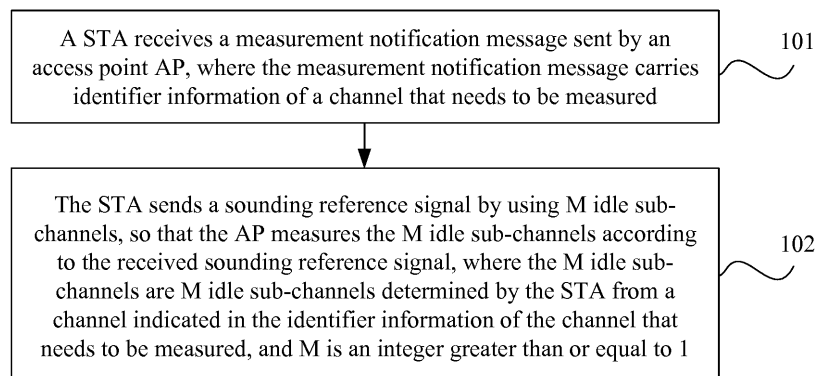 A STA receives a measurement notification message sent by an
access point AP, where the measurement notification message carries
identifier information of a channel that needs to be measured
101
The STA sends a sounding reference signal by using M idle sub-
channels, so that the AP measures the M idle sub-channels according
to the received sounding reference signal, where the M idle sub-
channels are M idle sub-channels determined by the STA from a
channel indicated in the identifier information of the channel that
needs to be measured, and M is an integer greater than or equal to 1
102